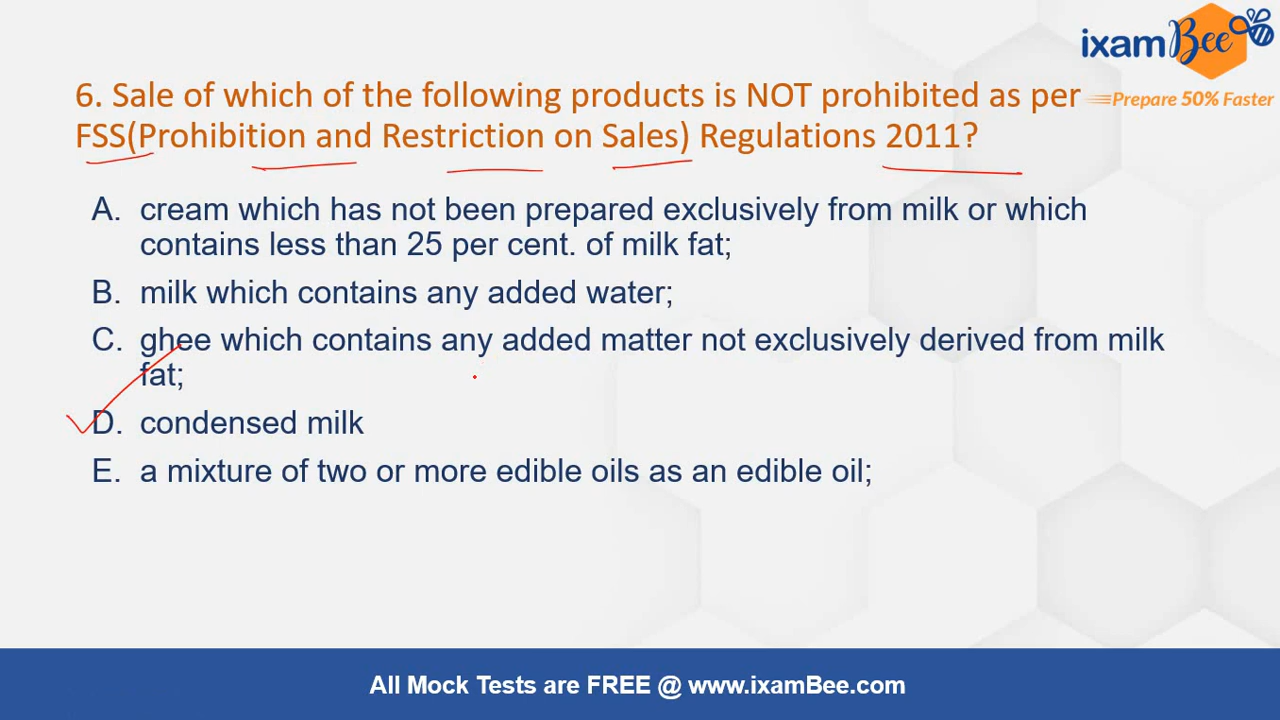 ixamBee
Prepare 50% Faster
6. Sale of which of the following products is NOT prohibited as per
FSS(Prohibition and Restriction on Sales) Regulations 2011?
A. cream which has not been prepared exclusively from milk or which
contains less than 25 per cent. of milk fat;
B. milk which contains any added water;
C. ghee which contains any added matter not exclusively derived from milk
fat;
D. condensed milk
E. a mixture of two or more edible oils as an edible oil;
All Mock Tests are FREE @ www.ixamBee.com